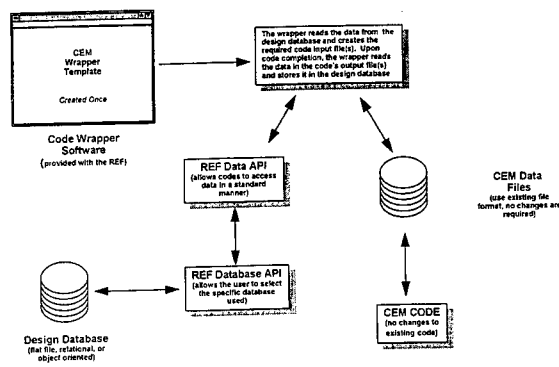 CEM
Wrapper
Template
Created Once
Code Wrapper
Software
(provided with the REF)
The wrapper reads the data from the
design database and creates the
required code input file(s). Upon
code completion, the wrapper reads
the data in the code's output file(s)
and stores it in the design database
REF Data API
(allows codes to access
data in a standard
manner)
CEM Data
Files
(use existing file
format, no changes are
required)
REF Database API
(allows the user to select
the specific database
used)
Design Database
(flat file, relational, or
object oriented)
CEM CODE
(no changes to
existing code)